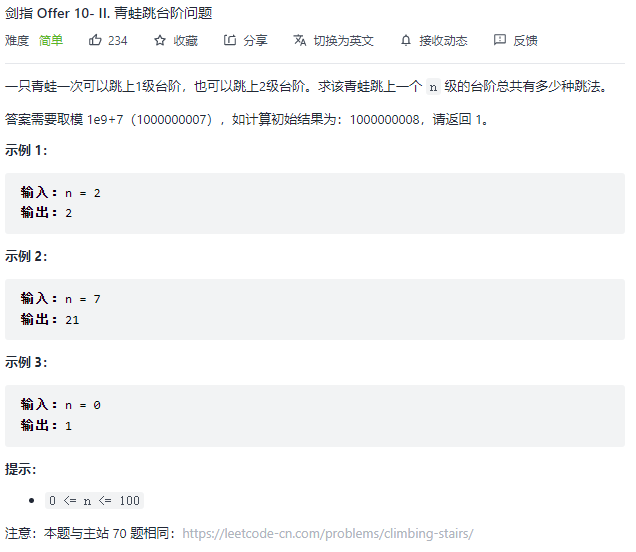 剑指 Offer 10- II. 青蛙跳台阶问题
难度 简单 234 收藏 分享 切换为英文 接收动态 反馈
一只青蛙一次可以跳上1级台阶，也可以跳上2级台阶。求该青蛙跳上一个 n 级的台阶总共有多少种跳法。
答案需要取模 1e9+7（1000000007），如计算初始结果为：1000000008，请返回 1。
示例 1：
输入：n = 2
输出：2
示例 2：
输入：n = 7
输出：21
示例 3：
输入：n = 0
输出：1
提示：
0 <= n <= 100
注意：本题与主站 70 题相同：https://leetcode-cn.com/problems/climbing-stairs/